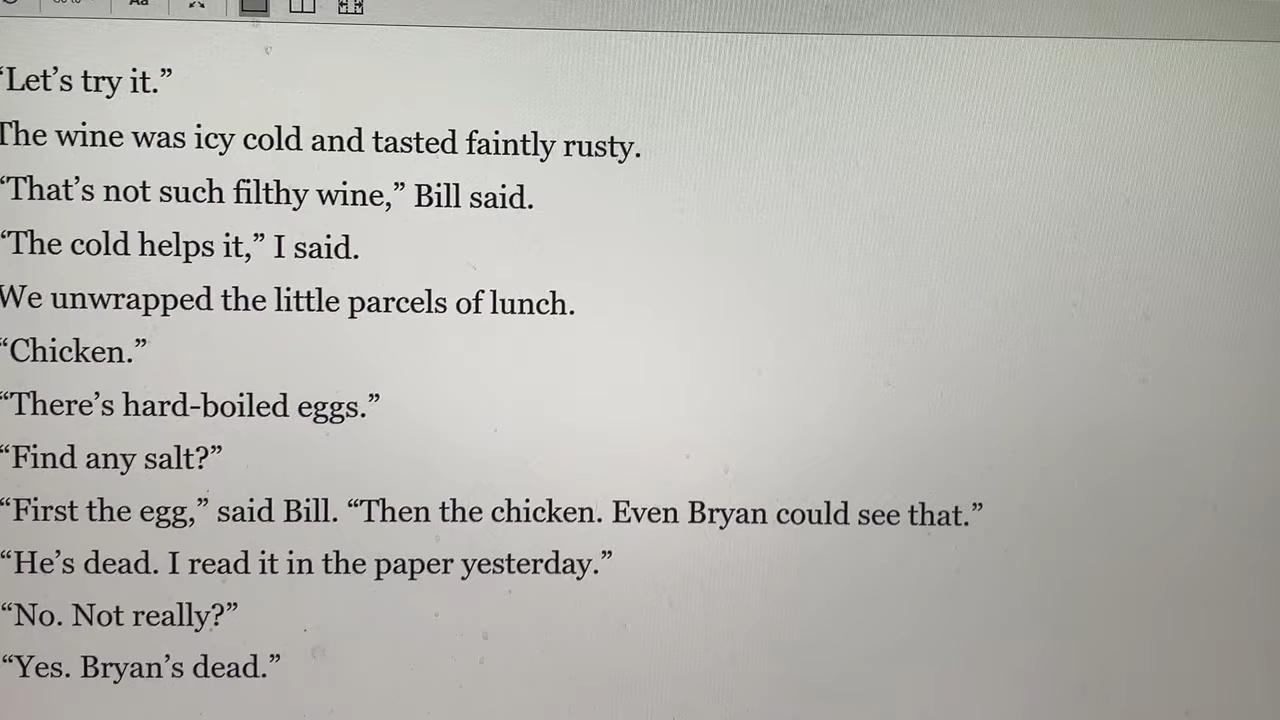 Aa
“Let’s try it.”
The wine was icy cold and tasted faintly rusty.
“That’s not such filthy wine,” Bill said.
“The cold helps it,” I said.
We unwrapped the little parcels of lunch.
“Chicken.”
“There’s hard-boiled eggs.”
“Find any salt?”
“First the egg,” said Bill. “Then the chicken. Even Bryan could see that.”
“He’s dead. I read it in the paper yesterday.”
“No. Not really?”
“Yes. Bryan’s dead.”